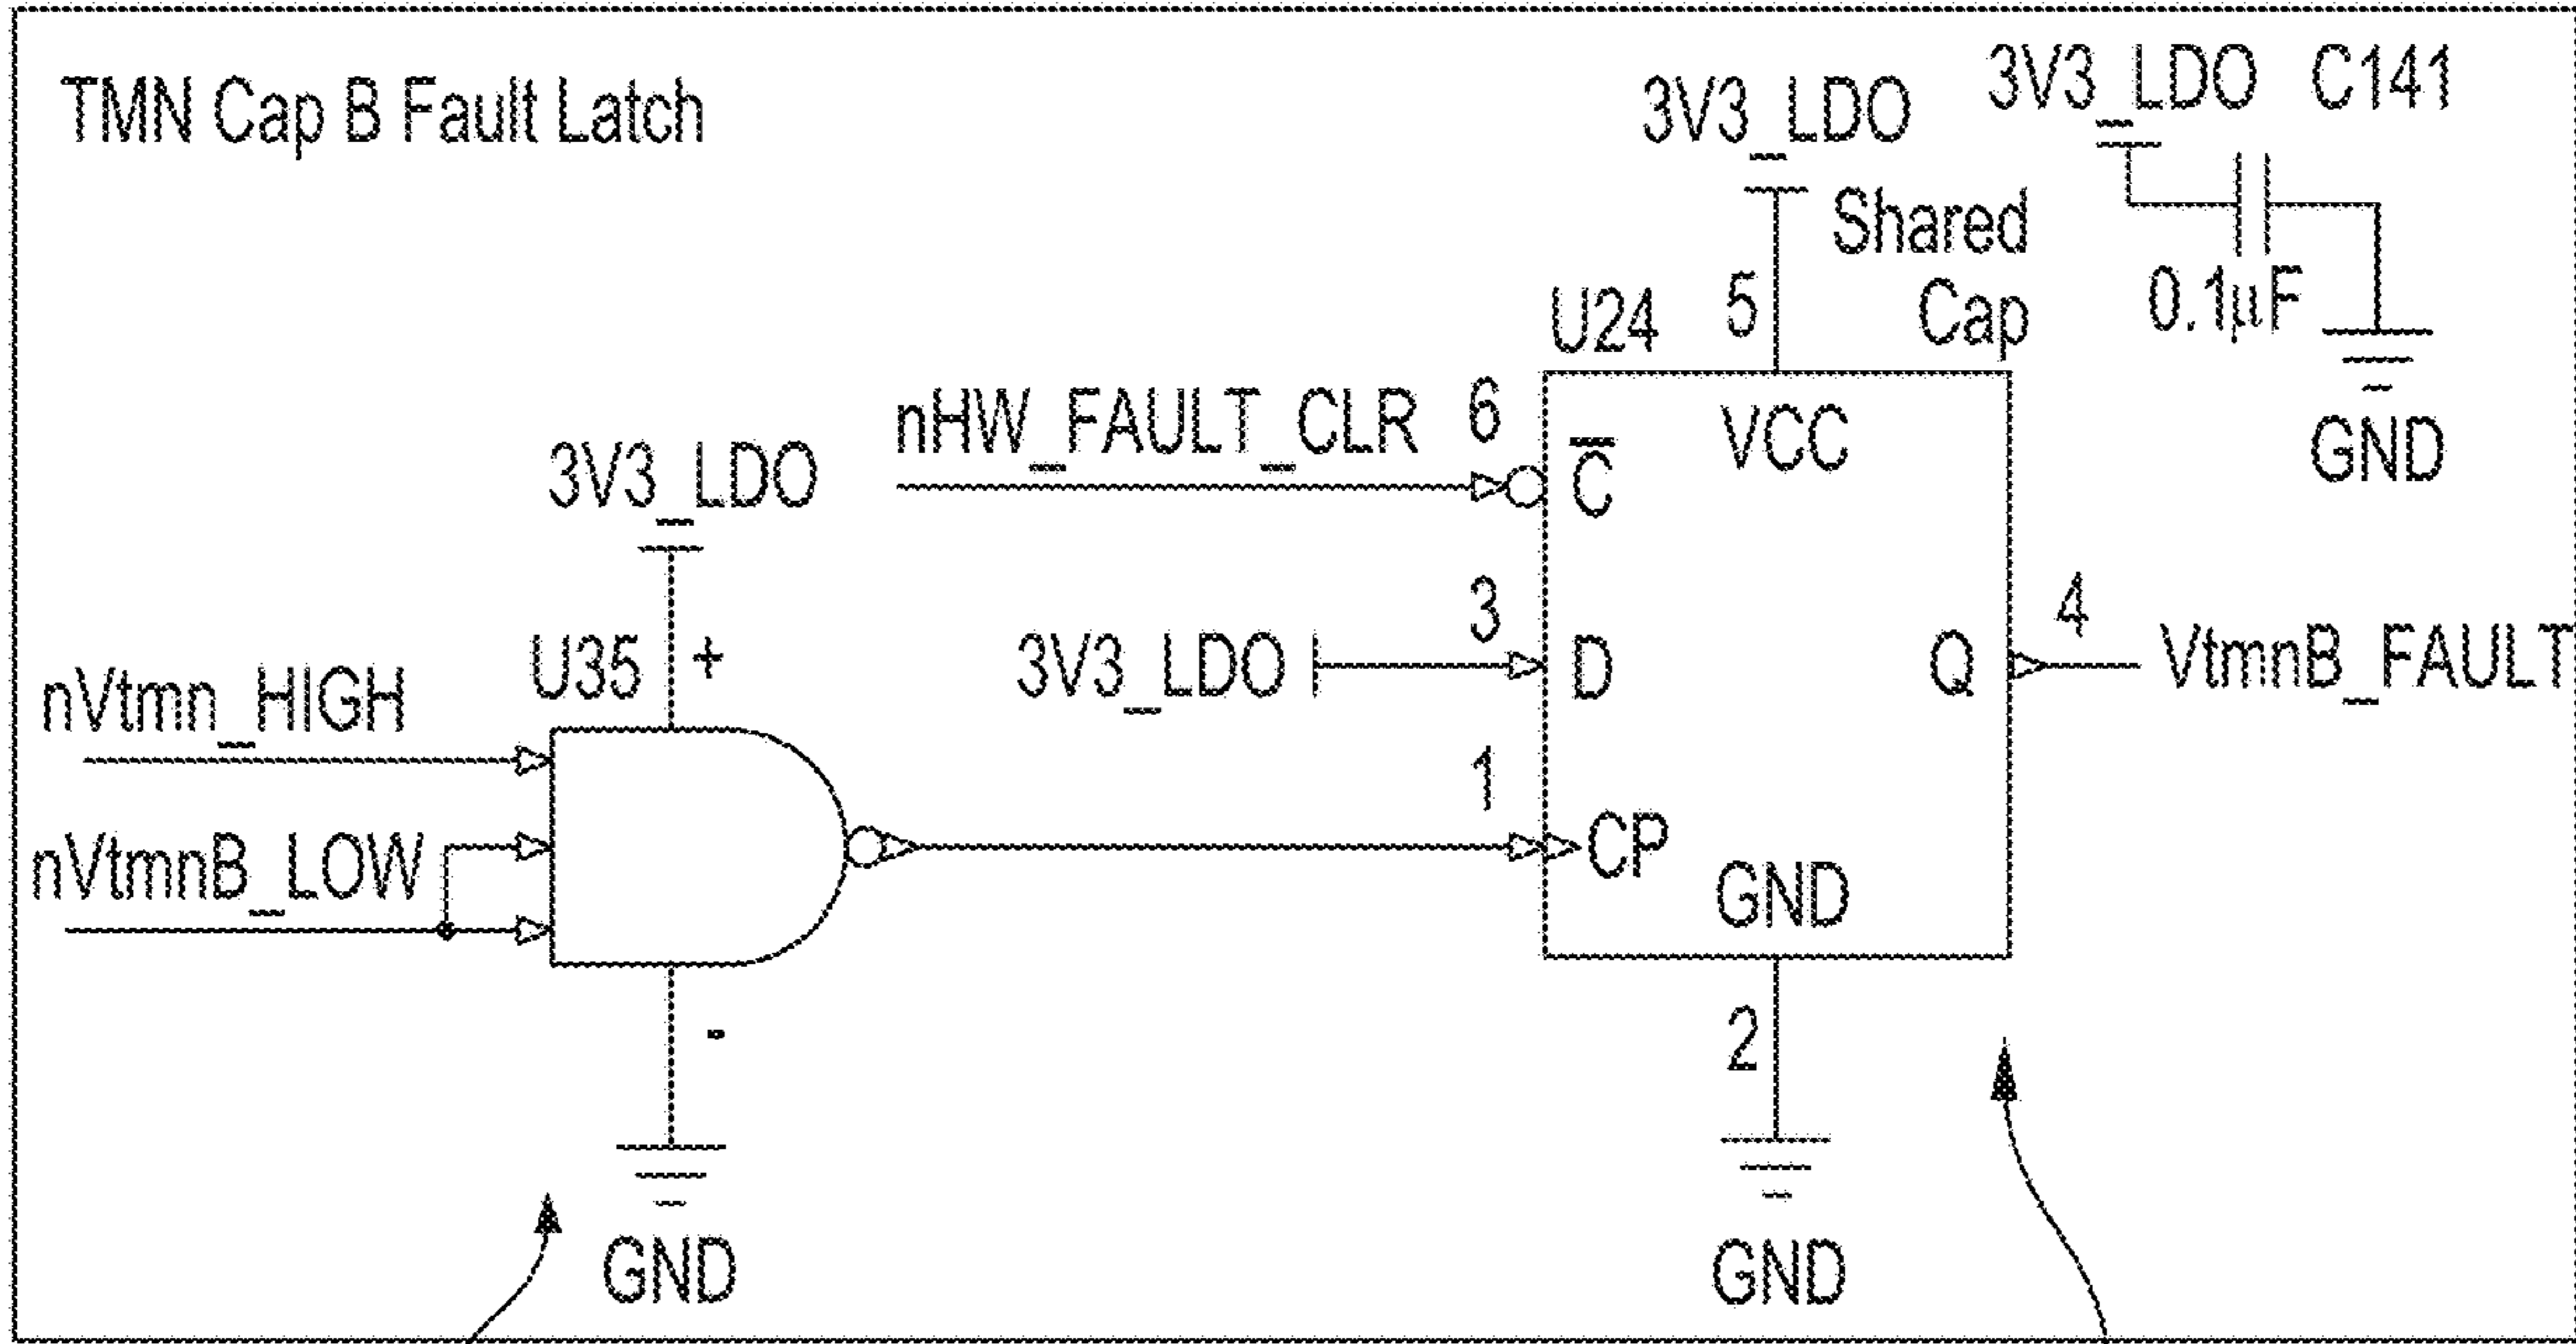 TMN Cap B Fault Latch
3V3_LDO
3V3_LDO C141
Shared
Cap
0.1µF
GND
U24
5
nHW_FAULT_CLR
6
C̅
VCC
3V3_LDO
U35
+
3
3V3_LDO
D
Q
4
VtmnB_FAULT
nVtmn_HIGH
nVtmnB_LOW
1
CP
GND
-
2
GND
GND